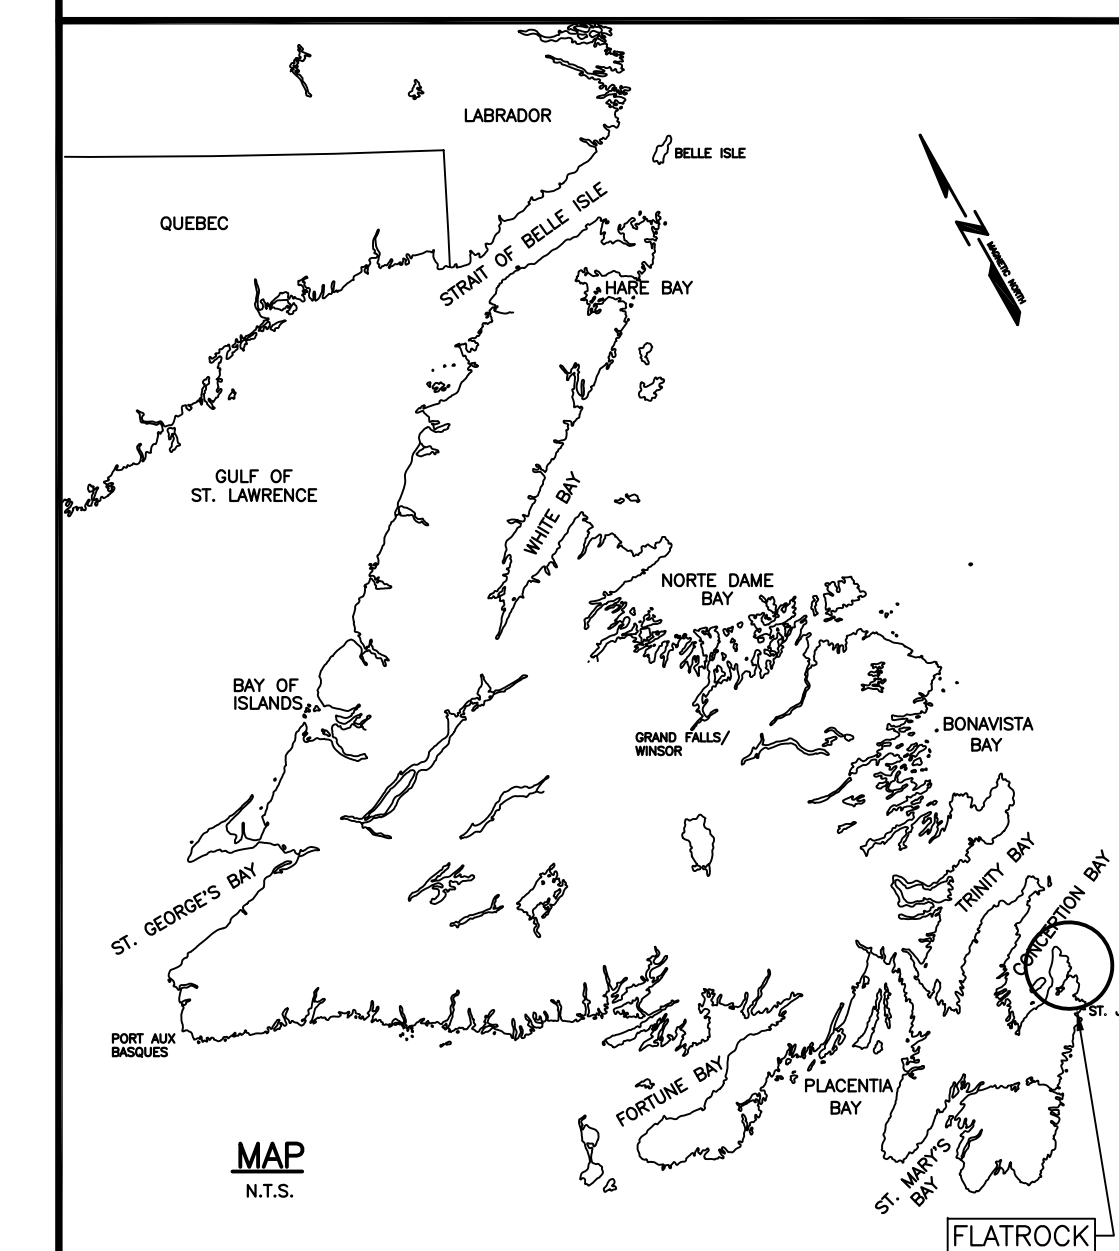 LABRADOR
BELLE ISLE
QUEBEC
STRAIT OF BELLE ISLE
MAGNETIC NORTH
HARE BAY
GULF OF
ST. LAWRENCE
WHITE BAY
NORTE DAME
BAY
BAY OF
ISLANDS
GRAND FALLS/
WINSOR
BONAVISTA
BAY
TRINITY BAY
CONCEPTION BAY
ST. GEORGE'S BAY
ST. J
PORT AUX
BASQUES
FORTUNE BAY
PLACENTIA
BAY
ST. MARY'S
BAY
MAP
N.T.S.
FLATROCK